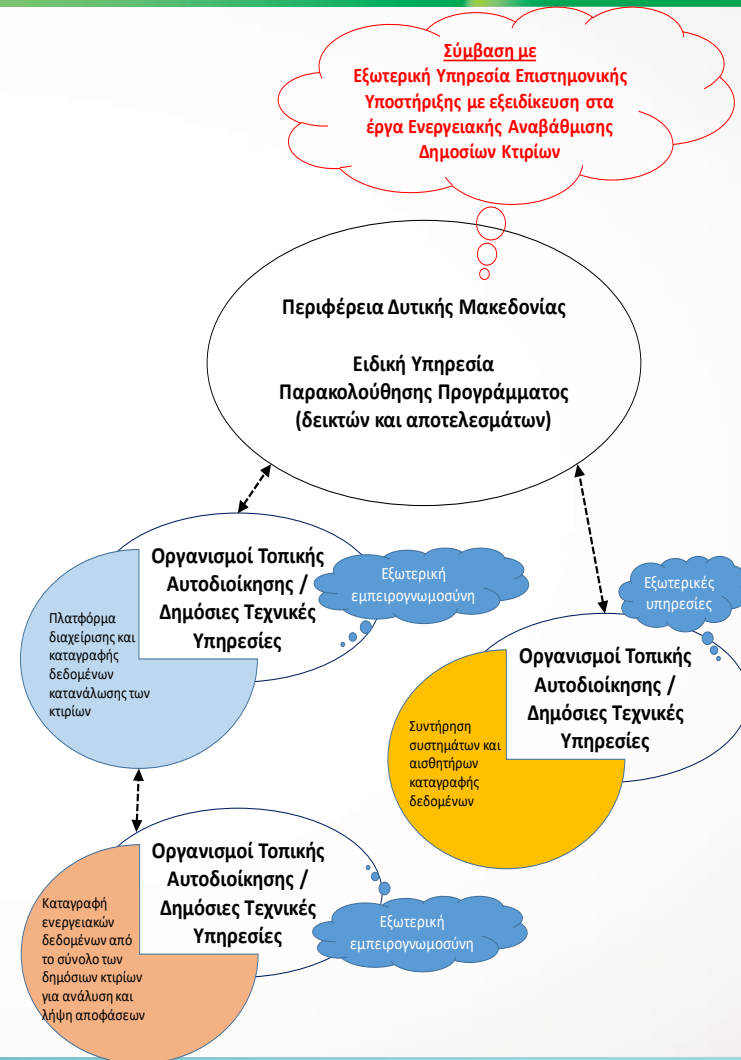 Σύμβαση με
Εξωτερική Υπηρεσία Επιστημονικής
Υποστήριξης με εξειδίκευση στα
έργα Ενεργειακής Αναβάθμισης
Δημοσίων Κτιρίων
Περιφέρεια Δυτικής Μακεδονίας
Ειδική Υπηρεσία
Παρακολούθησης Προγράμματος
(δεικτών και αποτελεσμάτων)
Οργανισμοί Τοπικής
Αυτοδιοίκησης /
Δημόσιες Τεχνικές
Υπηρεσίες
Εξωτερική
εμπειρογνωμοσύνη
Πλατφόρμα
διαχείρισης και
καταγραφής
δεδομένων
κατανάλωσης των
κτιρίων
Εξωτερικές
υπηρεσίες
Οργανισμοί Τοπικής
Αυτοδιοίκησης /
Δημόσιες Τεχνικές
Υπηρεσίες
Συντήρηση
συστημάτων και
αισθητήρων
καταγραφής
δεδομένων
Οργανισμοί Τοπικής
Αυτοδιοίκησης /
Δημόσιες Τεχνικές
Υπηρεσίες
Εξωτερική
εμπειρογνωμοσύνη
Καταγραφή
ενεργειακών
δεδομένων από
το σύνολο των
δημόσιων κτιρίων
για ανάλυση και
λήψη αποφάσεων